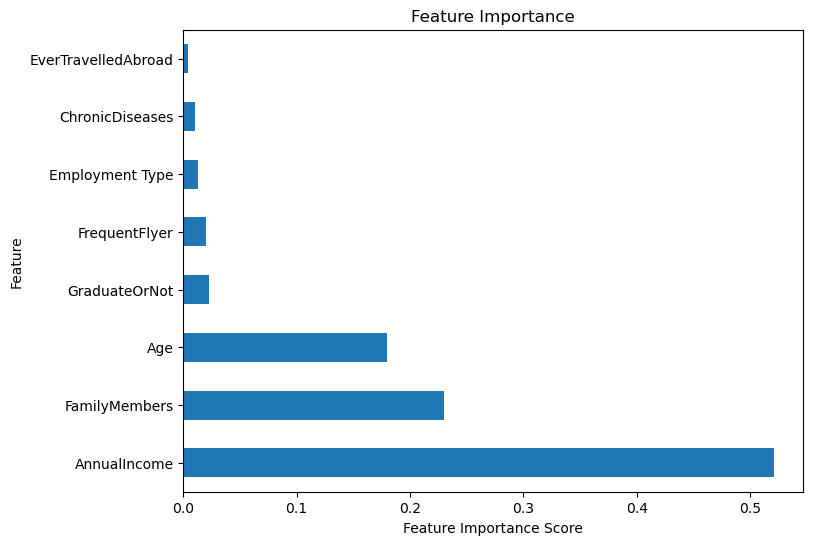 Feature Importance
EverTravelledAbroad
ChronicDiseases
Employment Type
FrequentFlyer
GraduateOrNot
Age
FamilyMembers
AnnualIncome
Feature
0.0 0.1 0.2 0.3 0.4 0.5
Feature Importance Score